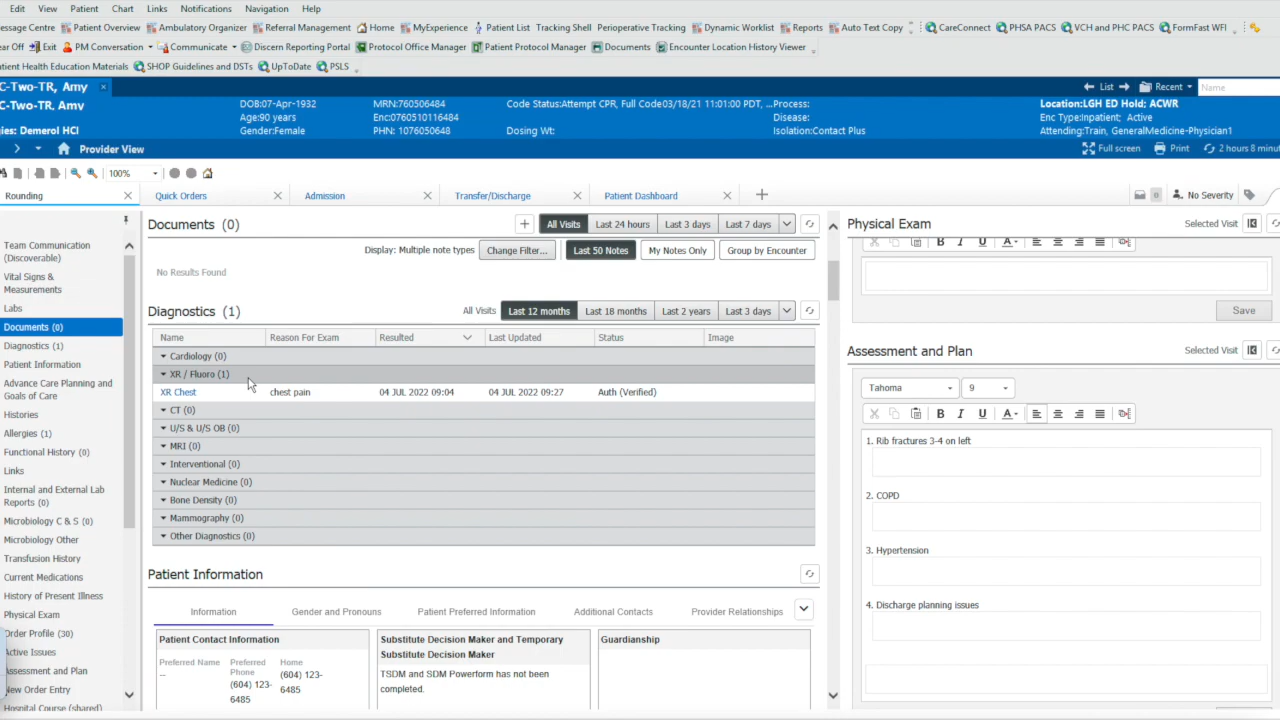 Edit View Patient Chart Links Notifications Navigation Help
essage Centre Patient Overview Ambulatory Organizer Referral Management Home MyExperience Patient List Tracking Shell Perioperative Tracking Dynamic Worklist Reports Auto Text Copy CareConnect PHSA PACS VCH and PHC PACS FormFast WFI
ear Off Exit PM Conversation Communicate Discern Reporting Portal Protocol Office Manager Patient Protocol Manager Documents Encounter Location History Viewer
atient Health Education Materials SHOP Guidelines and DSTs UpToDate PSLS
C-Two-TR, Amy List Recent Name
C-Two-TR, Amy DOB:07-Apr-1932 MRN:760506484 Code Status:Attempt CPR, Full Code03/18/21 11:01:00 PDT, ...Process: Location:LGH ED Hold; ACWR
Age:90 years Enc:0760510116484 Disease: Enc Type:Inpatient; Active
gies: Demerol HCl Gender:Female PHN: 1076050648 Dosing Wt: Isolation:Contact Plus Attending:Train, GeneralMedicine-Physician1
Provider View Full screen Print 2 hours 8 minu
100%
Rounding Quick Orders Admission Transfer/Discharge Patient Dashboard 0 No Severity
Team Communication (Discoverable)
Vital Signs & Measurements
Labs
Documents (0)
Diagnostics (1)
Patient Information
Advance Care Planning and Goals of Care
Histories
Allergies (1)
Functional History (0)
Links
Internal and External Lab Reports (0)
Microbiology C & S (0)
Microbiology Other
Transfusion History
Current Medications
History of Present Illness
Physical Exam
Order Profile (30)
Active Issues
Assessment and Plan
New Order Entry
Hospital Course (shared)
Documents (0) All Visits Last 24 hours Last 3 days Last 7 days
Display: Multiple note types Change Filter... Last 50 Notes My Notes Only Group by Encounter
No Results Found
Diagnostics (1) All Visits Last 12 months Last 18 months Last 2 years Last 3 days
Name Reason For Exam Resulted Last Updated Status Image
Cardiology (0)
XR / Fluoro (1)
XR Chest chest pain 04 JUL 2022 09:04 04 JUL 2022 09:27 Auth (Verified)
CT (0)
U/S & U/S OB (0)
MRI (0)
Interventional (0)
Nuclear Medicine (0)
Bone Density (0)
Mammography (0)
Other Diagnostics (0)
Patient Information
Information Gender and Pronouns Patient Preferred Information Additional Contacts Provider Relationships
Patient Contact Information
Preferred Name Preferred Phone Home
-- (604) 123-6485 (604) 123-6485
Substitute Decision Maker and Temporary Substitute Decision Maker
TSDM and SDM Powerform has not been completed.
Guardianship
Physical Exam Selected Visit
B I U A
Save
Assessment and Plan Selected Visit
Tahoma 9
B I U A
1. Rib fractures 3-4 on left
2. COPD
3. Hypertension
4. Discharge planning issues